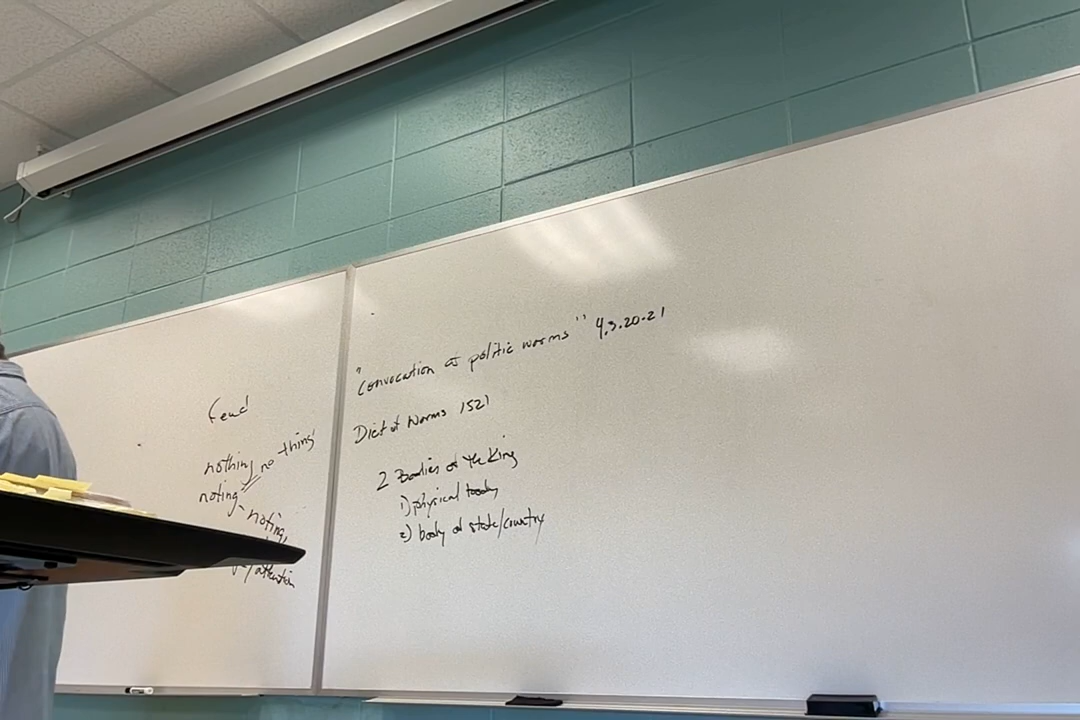 nothing no thing
noting - noting,
attention
"convocation of politic worms" 4.3.20-21
Diet of Worms 1521
2 Bodies of the King
1) physical body
2) body of state/country